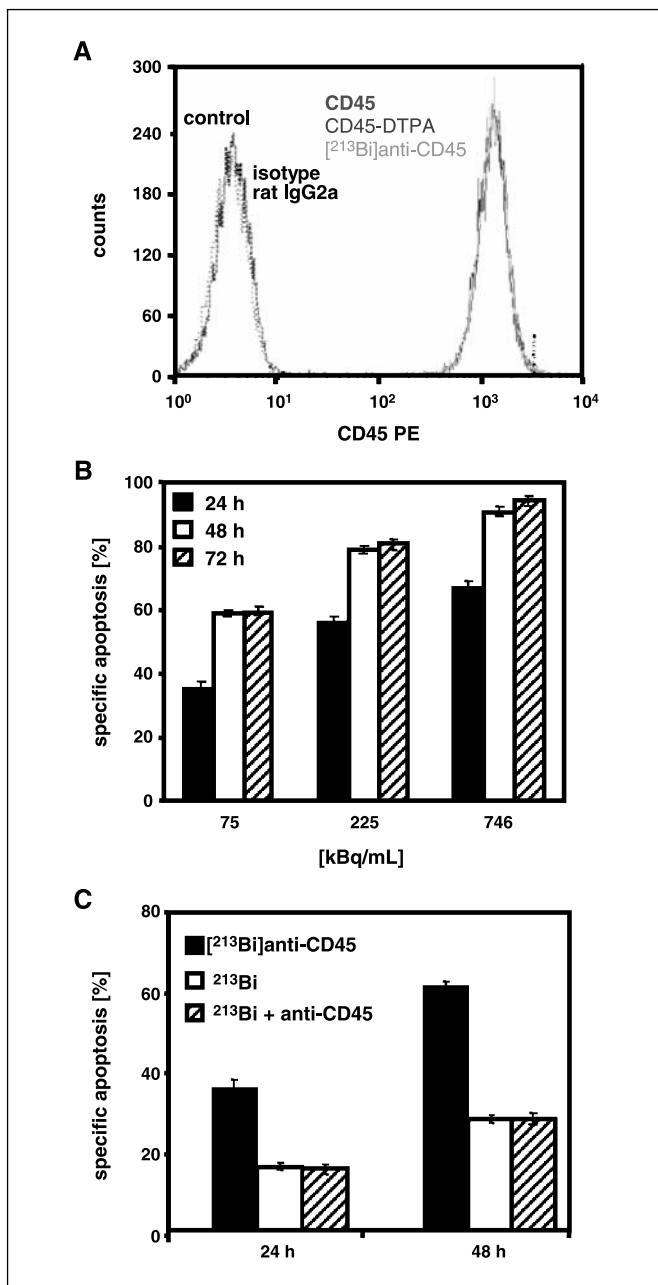 A
300
240
180
120
60
0
counts
control
isotype
rat IgG2a
CD45
CD45-DTPA
[²¹³Bi]anti-CD45
10⁰ 10¹ 10² 10³ 10⁴
CD45 PE
B
100
80
60
40
20
0
specific apoptosis [%]
24 h
48 h
72 h
75 225 746
[kBq/mL]
C
80
60
40
20
0
specific apoptosis [%]
[²¹³Bi]anti-CD45
²¹³Bi
²¹³Bi + anti-CD45
24 h 48 h